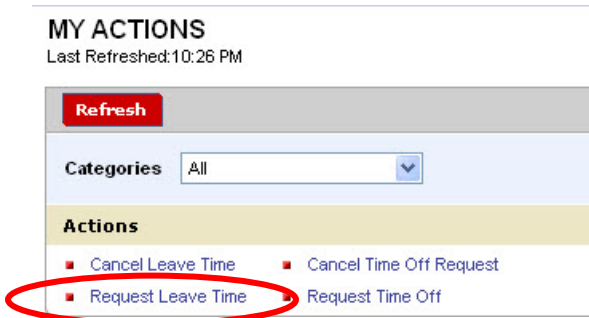 MY ACTIONS
Last Refreshed:10:26 PM
Refresh
Categories All
Actions
Cancel Leave Time Cancel Time Off Request
Request Leave Time Request Time Off